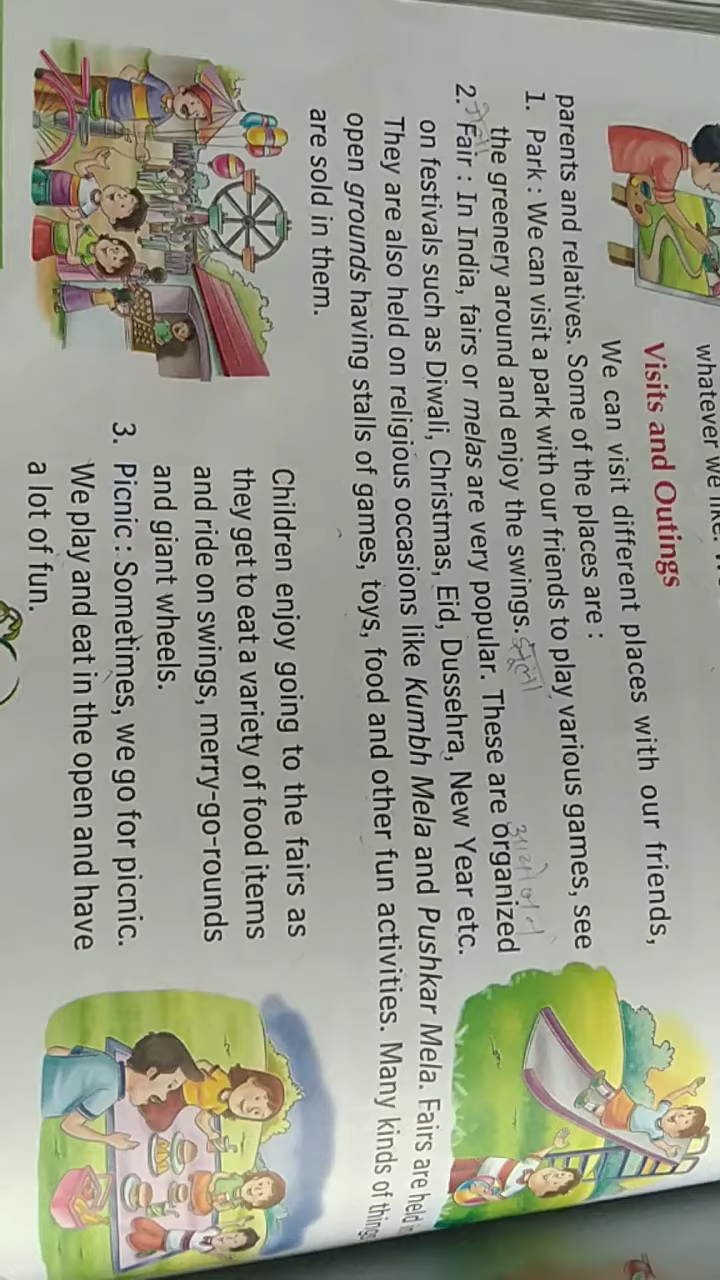 whatever we like.
Visits and Outings
We can visit different places with our friends,
parents and relatives. Some of the places are :
1. Park : We can visit a park with our friends to play various games, see
the greenery around and enjoy the swings. झूला
2. Fair : In India, fairs or melas are very popular. These are organized
on festivals such as Diwali, Christmas, Eid, Dussehra, New Year etc.
They are also held on religious occasions like Kumbh Mela and Pushkar Mela. Fairs are held
open grounds having stalls of games, toys, food and other fun activities. Many kinds of
are sold in them.
Children enjoy going to the fairs as
they get to eat a variety of food items
and ride on swings, merry-go-rounds
and giant wheels.
3. Picnic : Sometimes, we go for picnic.
We play and eat in the open and have
a lot of fun.